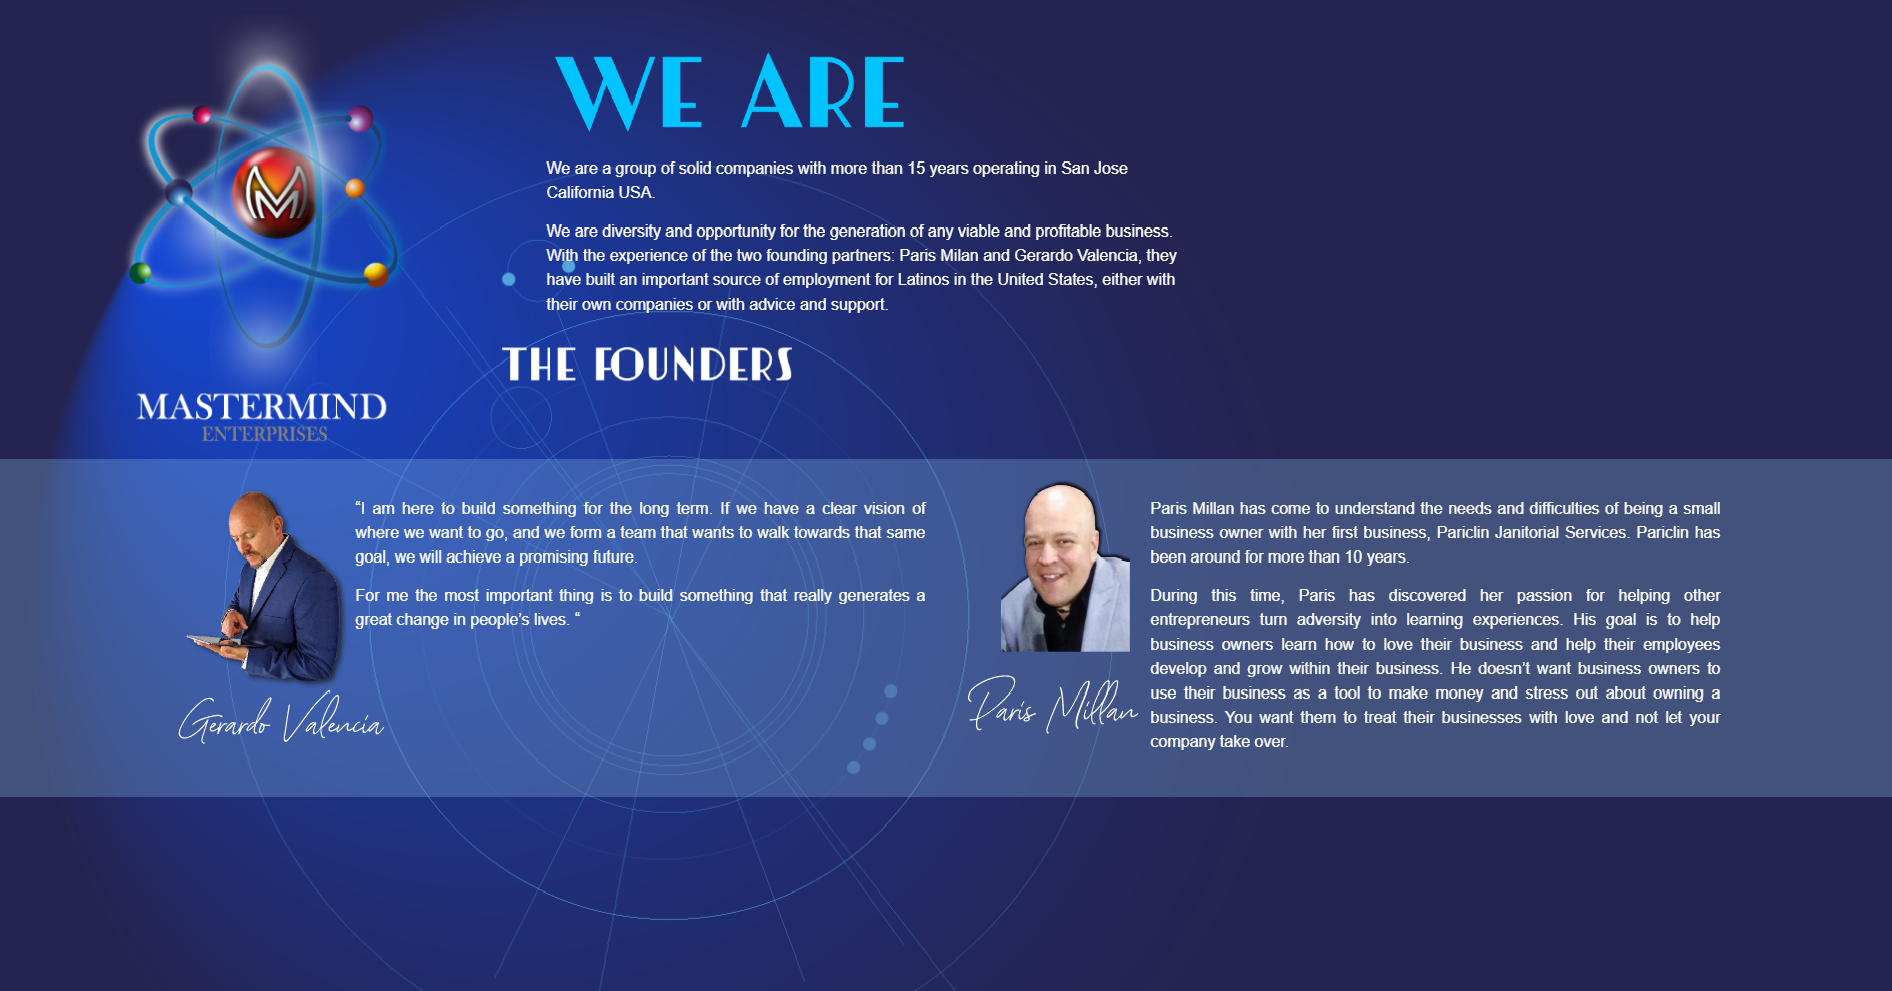 WE ARE
We are a group of solid companies with more than 15 years operating in San Jose
California USA.
We are diversity and opportunity for the generation of any viable and profitable business.
With the experience of the two founding partners: Paris Milan and Gerardo Valencia, they
have built an important source of employment for Latinos in the United States, either with
their own companies or with advice and support.
THE FOUNDERS
M
MASTERMIND
ENTERPRISES
“I am here to build something for the long term. If we have a clear vision of
where we want to go, and we form a team that wants to walk towards that same
goal, we will achieve a promising future.
For me the most important thing is to build something that really generates a
great change in people’s lives. “
Gerardo Valencia
Paris Millan has come to understand the needs and difficulties of being a small
business owner with her first business, Pariclin Janitorial Services. Pariclin has
been around for more than 10 years.
During this time, Paris has discovered her passion for helping other
entrepreneurs turn adversity into learning experiences. His goal is to help
business owners learn how to love their business and help their employees
develop and grow within their business. He doesn’t want business owners to
use their business as a tool to make money and stress out about owning a
business. You want them to treat their businesses with love and not let your
company take over.
Paris Millan